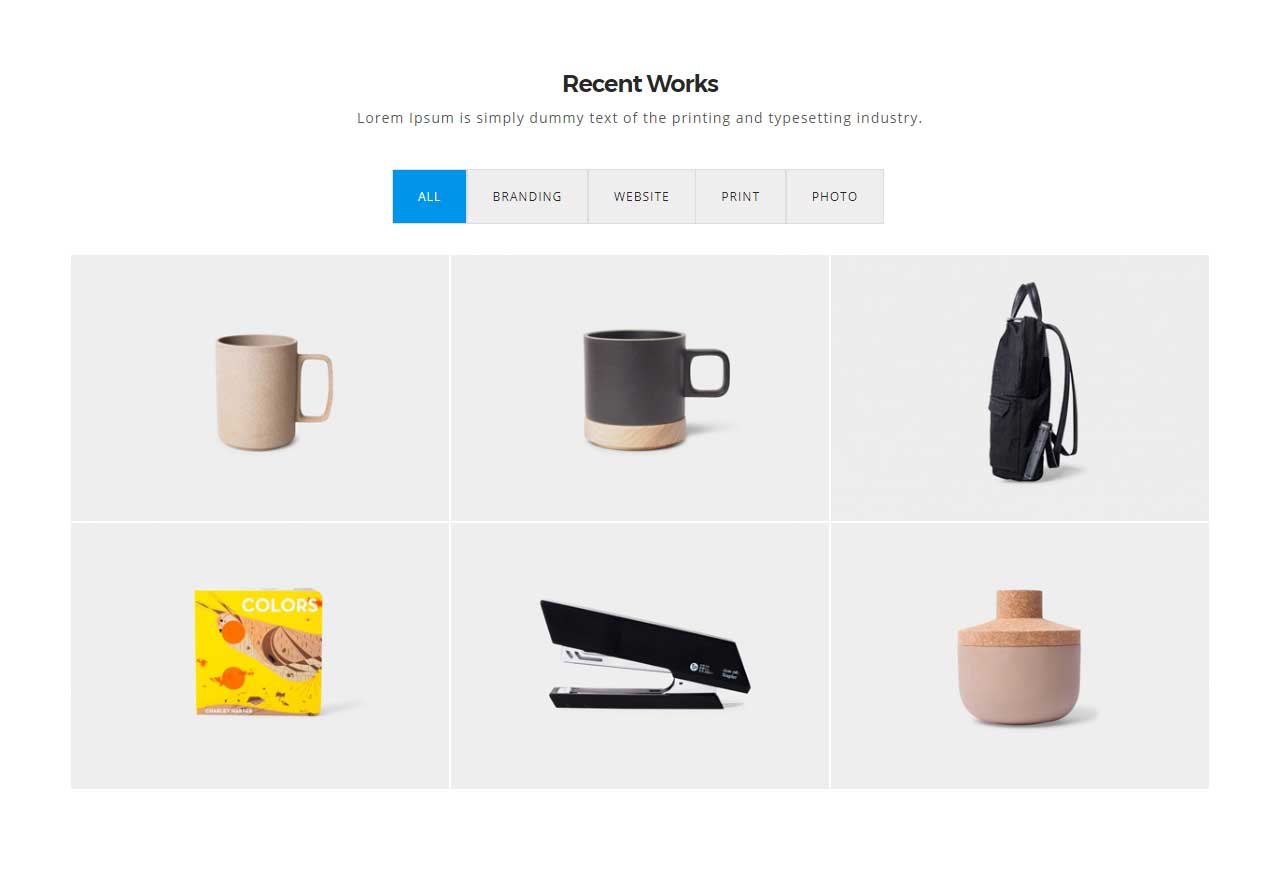 Recent Works
Lorem Ipsum is simply dummy text of the printing and typesetting industry.
ALL BRANDING WEBSITE PRINT PHOTO
COLORS
CHARLEY HARPER